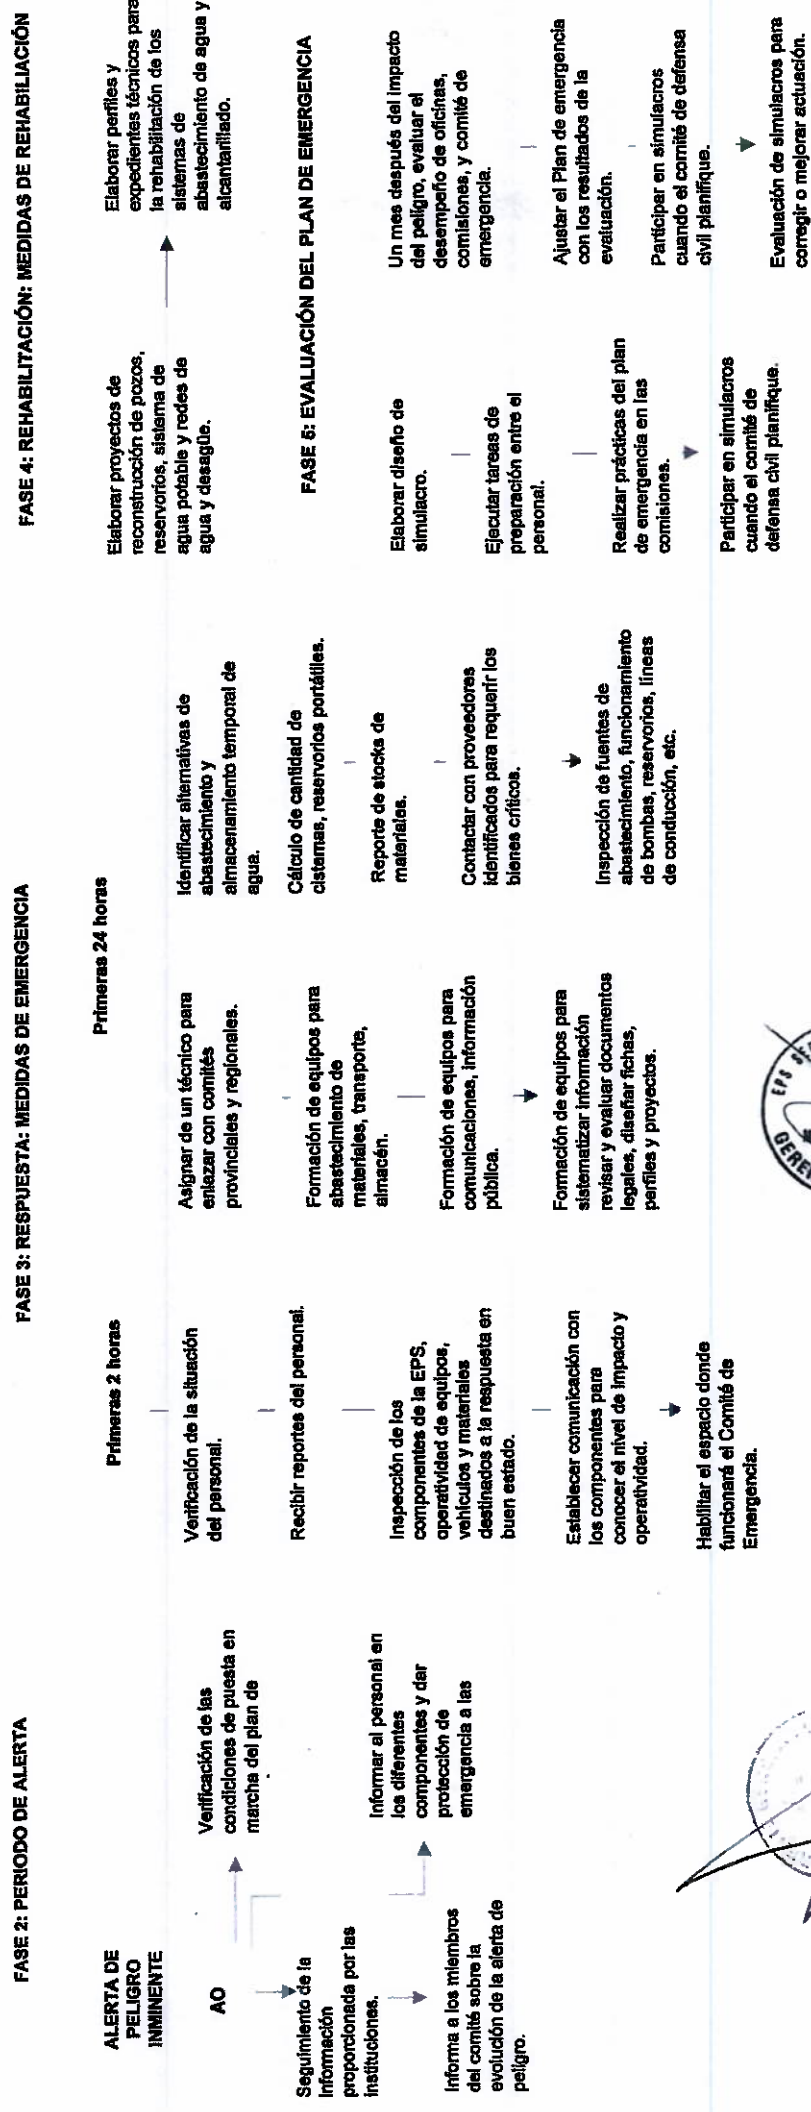 FASE 2: PERIODO DE ALERTA
ALERTA DE
PELIGRO
INMINENTE
AO
Seguimiento de la
Información
proporcionada por las
instituciones.
Informa a los miembros
del comité sobre la
evolución de la alerta de
peligro.
Verificación de las
condiciones de puesta en
marcha del plan de
Informar al personal en
los diferentes
componentes y dar
protección de
emergencia a las
FASE 3: RESPUESTA: MEDIDAS DE EMERGENCIA
Primeras 2 horas
Verificación de la situación
del personal.
Recibir reportes del personal.
Inspección de los
componentes de la EPS,
operatividad de equipos,
vehículos y materiales
destinados a la respuesta en
buen estado.
Establecer comunicación con
los componentes para
conocer el nivel de impacto y
operatividad.
Habilitar el espacio donde
funcionará el Comité de
Emergencia.
Primeras 24 horas
Asignar de un técnico para
enlazar con comités
provinciales y regionales.
Formación de equipos para
abastecimiento de
materiales, transporte,
almacén.
Formación de equipos para
comunicaciones, información
pública.
Formación de equipos para
sistematizar información
revisar y evaluar documentos
legales, diseñar fichas,
perfiles y proyectos.
Identificar alternativas de
abastecimiento y
almacenamiento temporal de
agua.
Cálculo de cantidad de
cisternas, reservorios portátiles.
Reporte de stocks de
materiales.
Contactar con proveedores
identificados para requerir los
bienes críticos.
Inspección de fuentes de
abastecimiento, funcionamiento
de bombas, reservorios, líneas
de conducción, etc.
FASE 4: REHABILITACIÓN: MEDIDAS DE REHABILIACIÓN
Elaborar proyectos de
reconstrucción de pozos,
reservorios, sistema de
agua potable y redes de
agua y desagüe.
Elaborar perfiles y
expedientes técnicos para
la rehabilitación de los
sistemas de
abastecimiento de agua y
alcantarillado.
FASE 5: EVALUACIÓN DEL PLAN DE EMERGENCIA
Elaborar diseño de
simulacro.
Ejecutar tareas de
preparación entre el
personal.
Realizar prácticas del plan
de emergencia en las
comisiones.
Participar en simulacros
cuando el comité de
defensa civil planifique.
Un mes después del impacto
del peligro, evaluar el
desempeño de oficinas,
comisiones, y comité de
emergencia.
Ajustar el Plan de emergencia
con los resultados de la
evaluación.
Participar en simulacros
cuando el comité de defensa
civil planifique.
Evaluación de simulacros para
corregir o mejorar actuación.
EPS